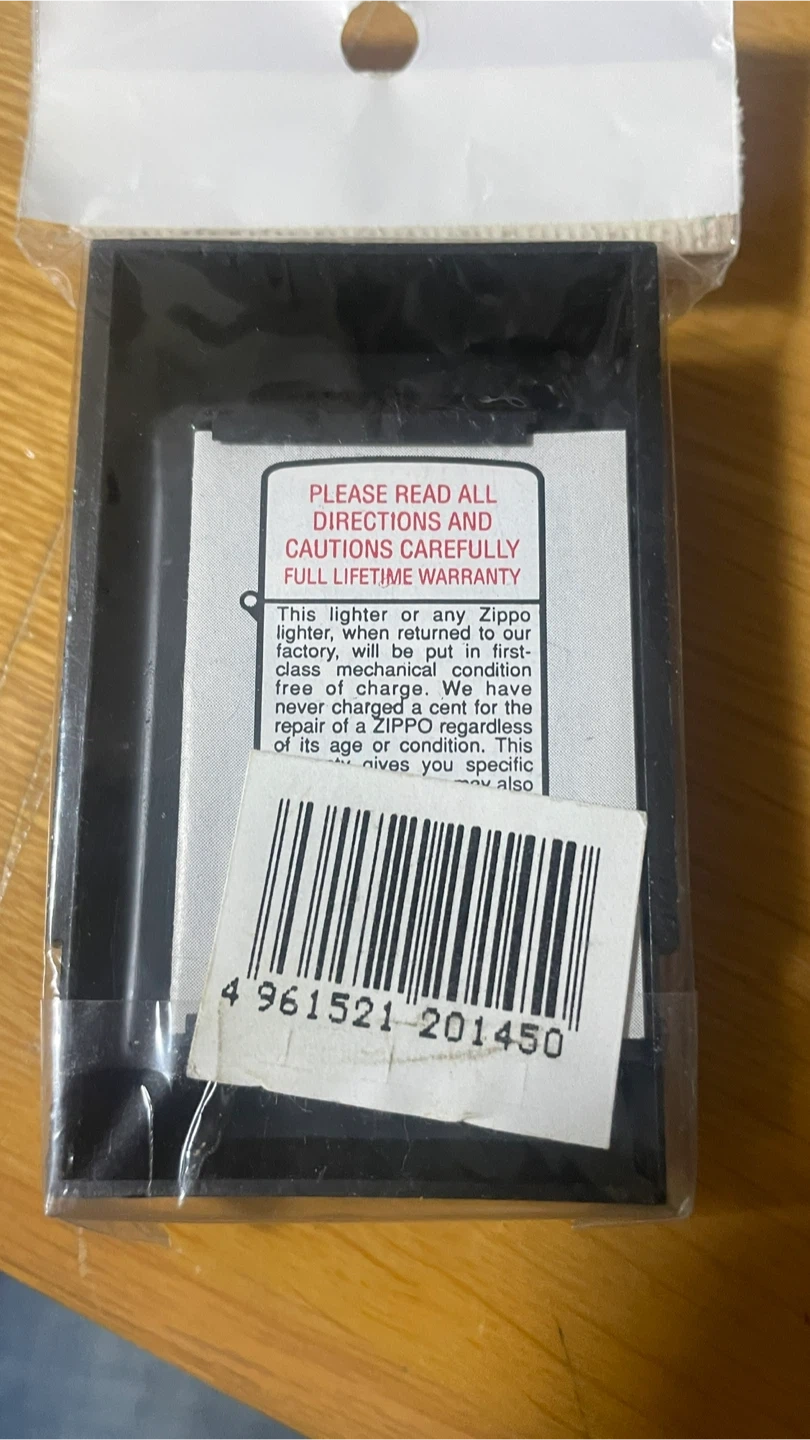 PLEASE READ ALL
DIRECTIONS AND
CAUTIONS CAREFULLY
FULL LIFETIME WARRANTY
This lighter or any Zippo
lighter, when returned to our
factory, will be put in first-
class mechanical condition
free of charge. We have
never charged a cent for the
repair of a ZIPPO regardless
of its age or condition. This
gives you specific
may also
4 961521 201450